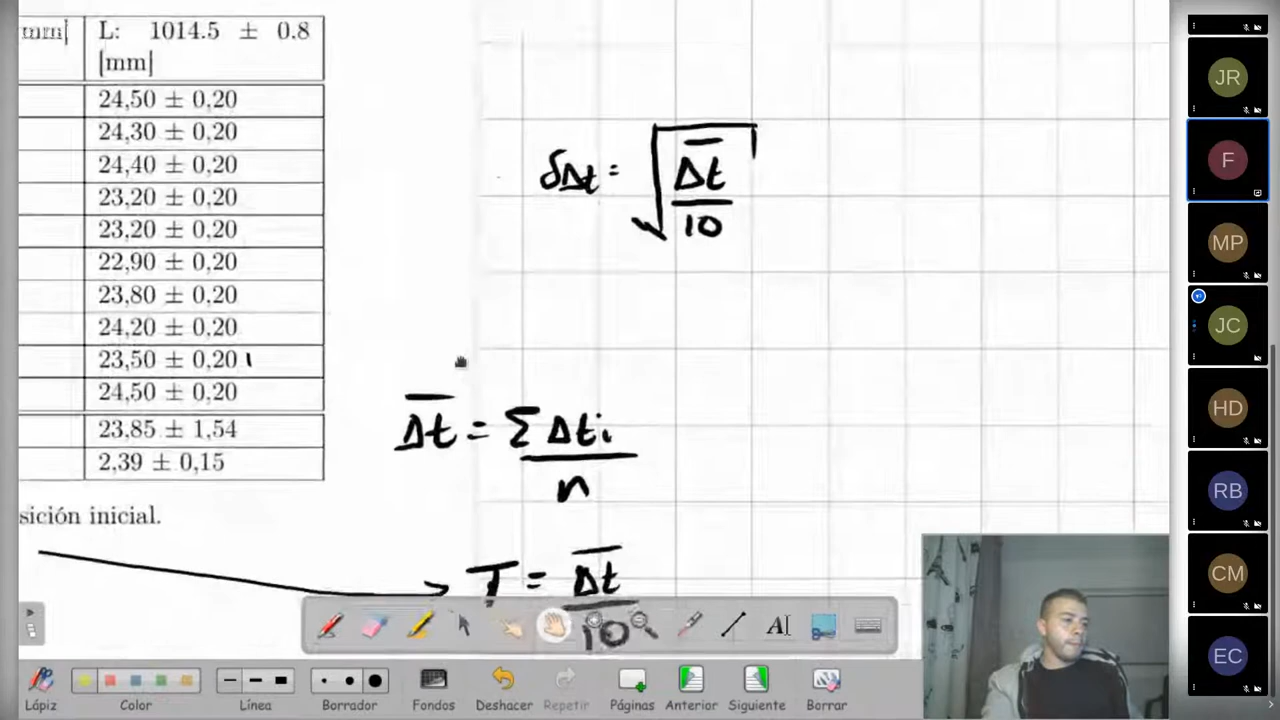 mm]
L: 1014.5 ± 0.8
[mm]
24,50 ± 0,20
24,30 ± 0,20
24,40 ± 0,20
23,20 ± 0,20
23,20 ± 0,20
22,90 ± 0,20
23,80 ± 0,20
24,20 ± 0,20
23,50 ± 0,20
24,50 ± 0,20
23,85 ± 1,54
2,39 ± 0,15
sición inicial.
δΔt = √(Δ̅t̅/10)
Δ̅t̅ = ΣΔti / n
T = Δ̅t̅ / 10
A
Lápiz
Color
Línea
Borrador
Fondos
Deshacer
Repetir
Páginas
Anterior
Siguiente
Borrar
JR
F
MP
JC
HD
RB
CM
EC